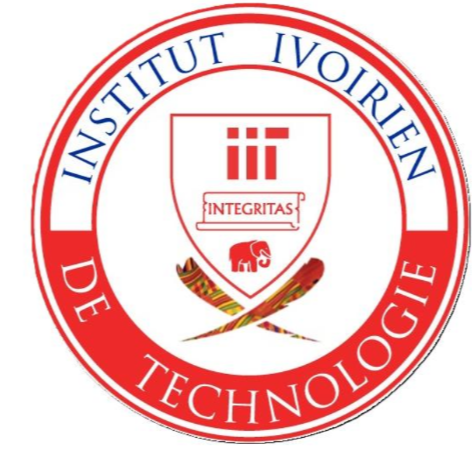 INSTITUT IVOIRIEN
DE TECHNOLOGIE
iiT
INTEGRITAS